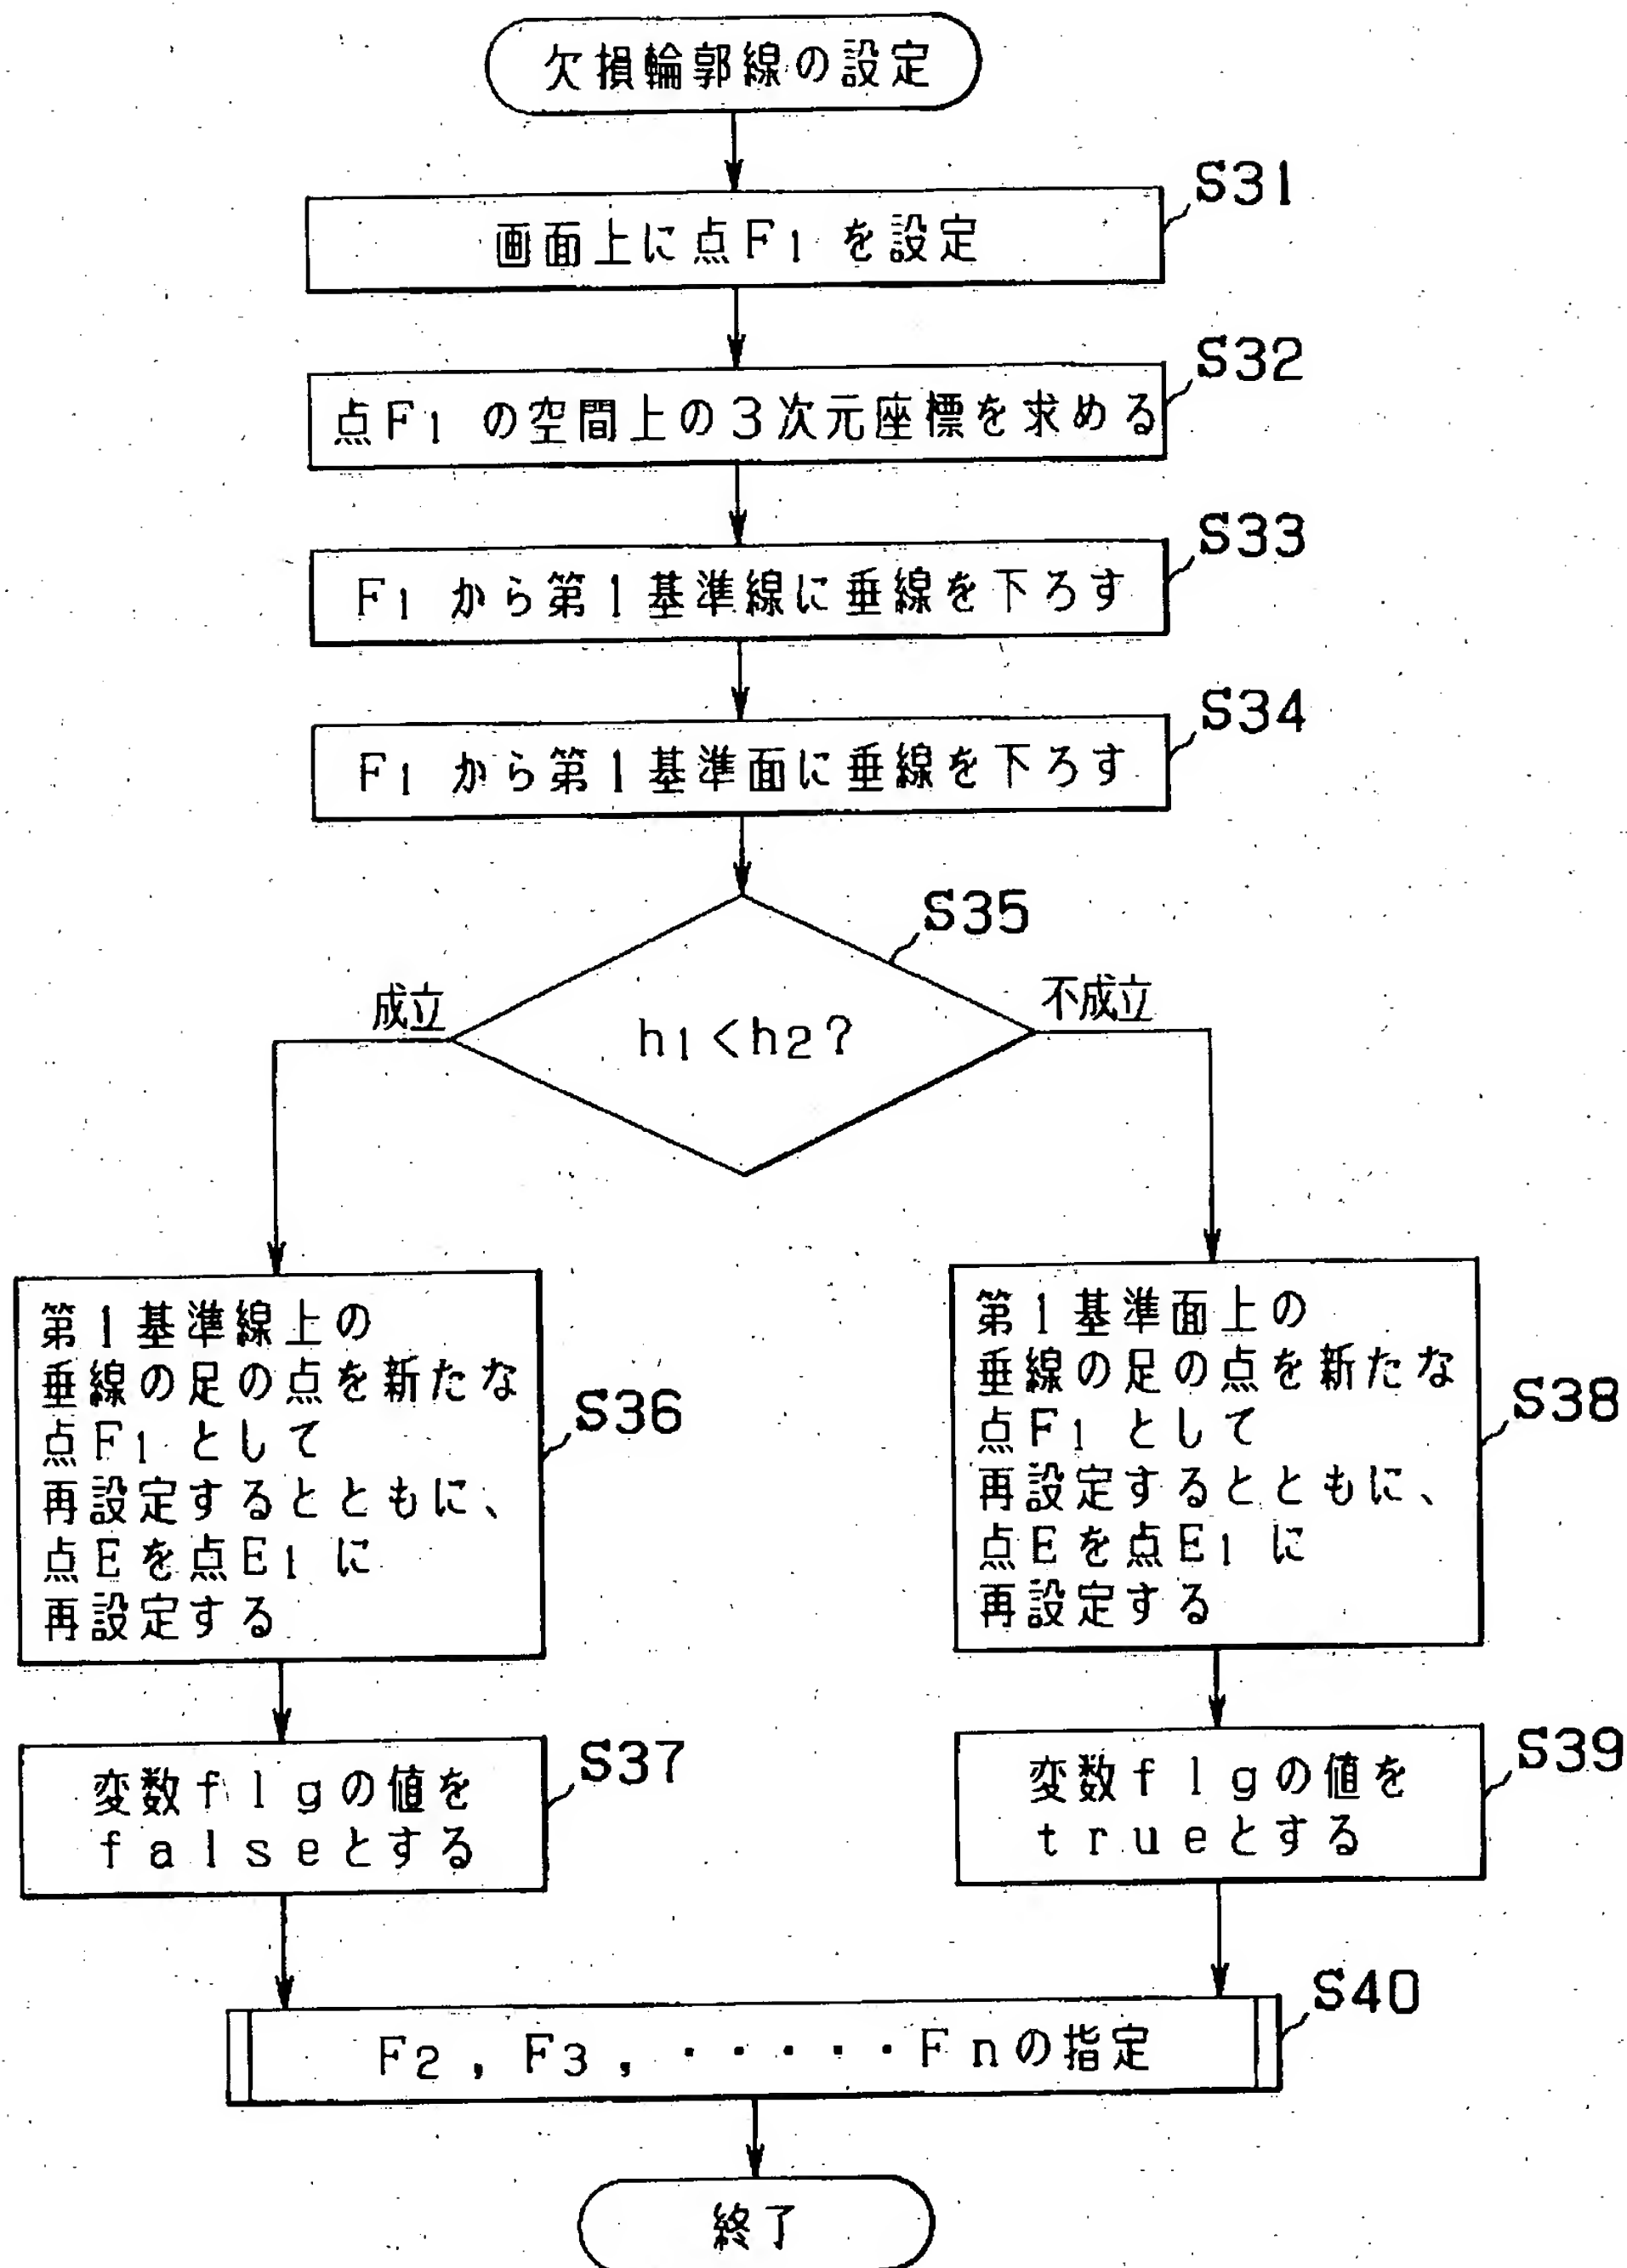 欠損輪郭線の設定
S31
画面上に点F1を設定
S32
点F1の空間上の3次元座標を求める
S33
F1から第1基準線に垂線を下ろす
S34
F1から第1基準面に垂線を下ろす
S35
成立
h1<h2?
不成立
第1基準線上の
垂線の足の点を新たな
点F1として
再設定するとともに、
点Eを点E1に
再設定する
S36
第1基準面上の
垂線の足の点を新たな
点F1として
再設定するとともに、
点Eを点E1に
再設定する
S38
変数flgの値を
falseとする
S37
変数flgの値を
trueとする
S39
S40
F2,F3,・・・・・Fnの指定
終了